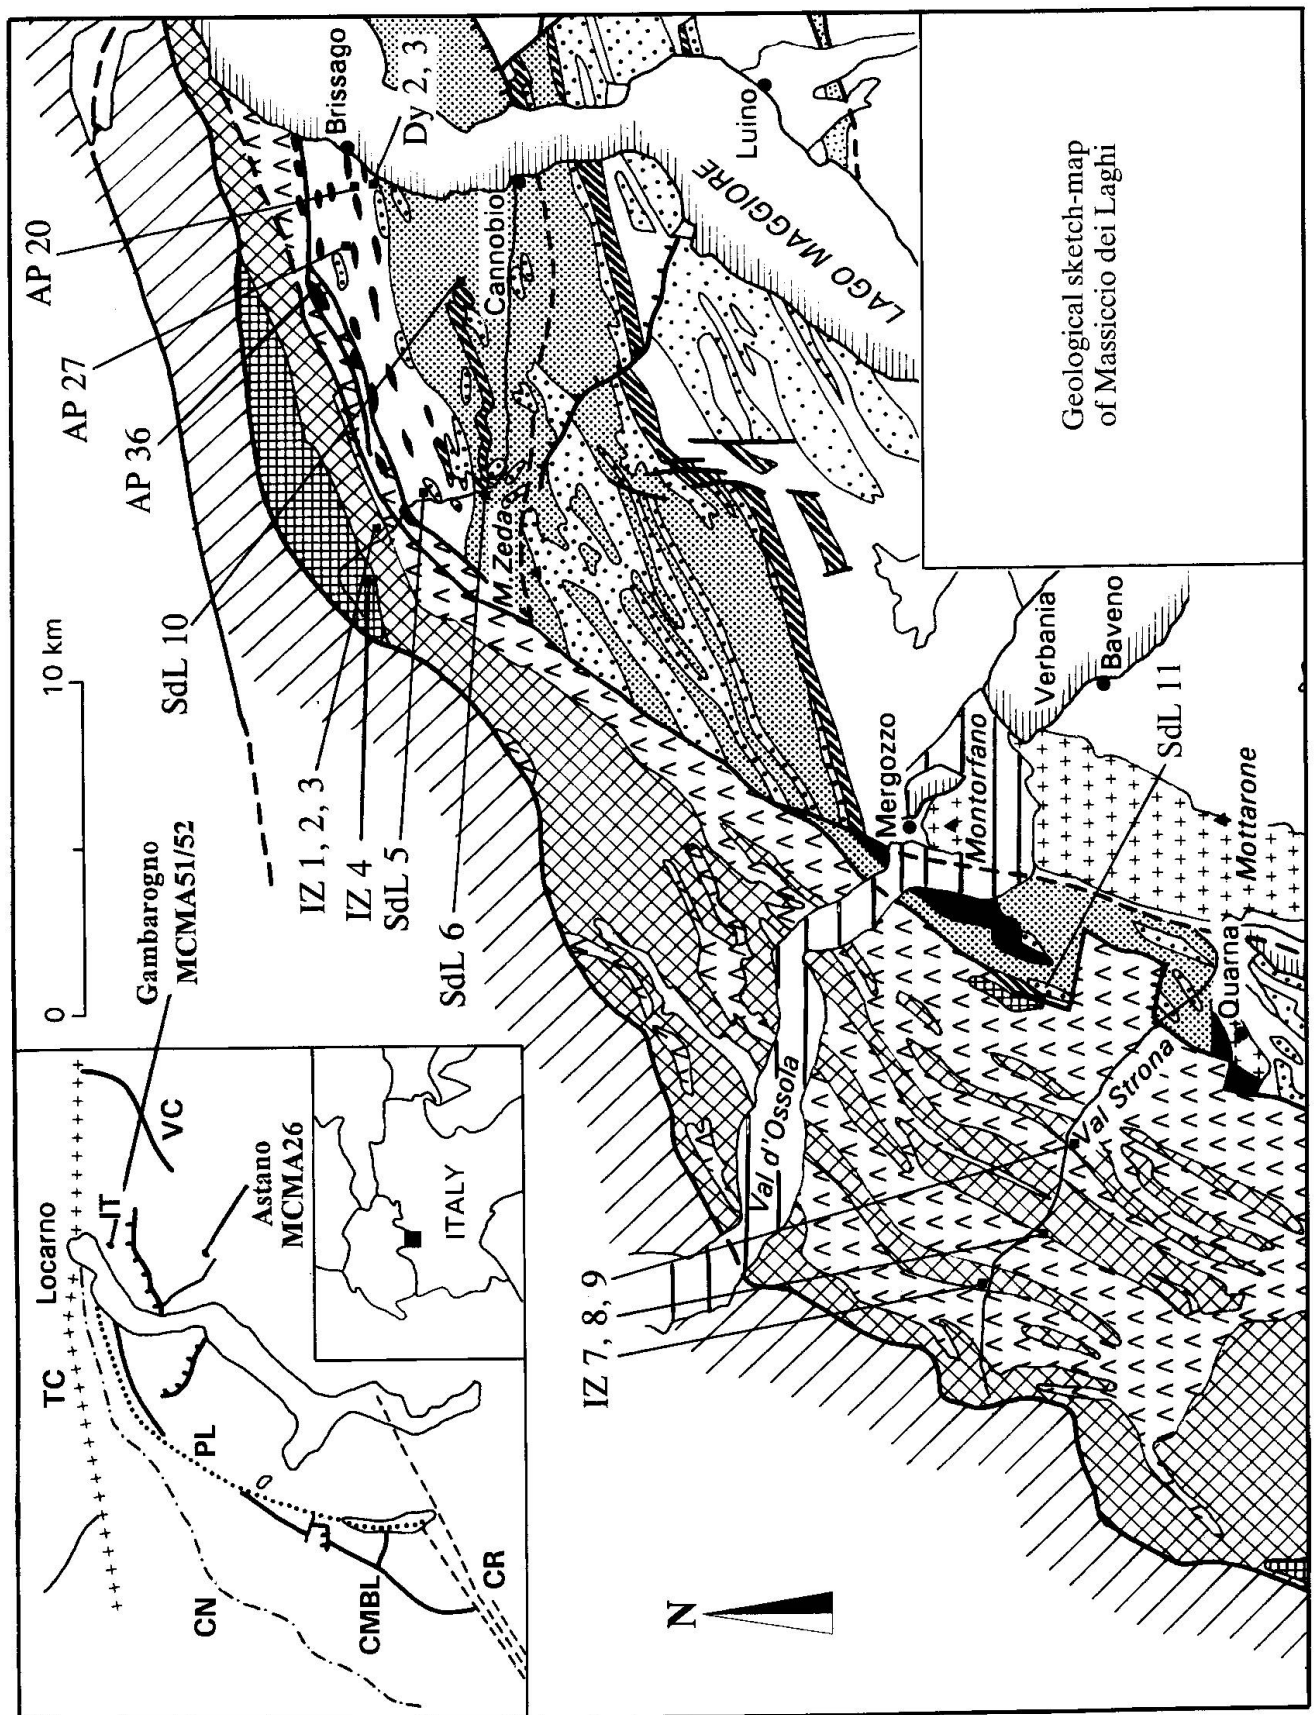 TC
Locarno
IT
VC
Gambarogno
MCMA51/52
Astano
MCMA26
PL
CN
CMBL
CR
ITALY
0
10 km
SdL 10
AP 36
AP 27
AP 20
IZ 1, 2, 3
IZ 4
SdL 5
SdL 6
Brissago
Dy 2, 3
Cannobio
M. Zeda
Luino
LAGO MAGGIORE
IZ 7, 8, 9
Val d'Ossola
Mergozzo
Montorfano
Verbania
Baveno
SdL 11
Val Strona
Quarna
Mottarone
N
Geological sketch-map
of Massiccio dei Laghi